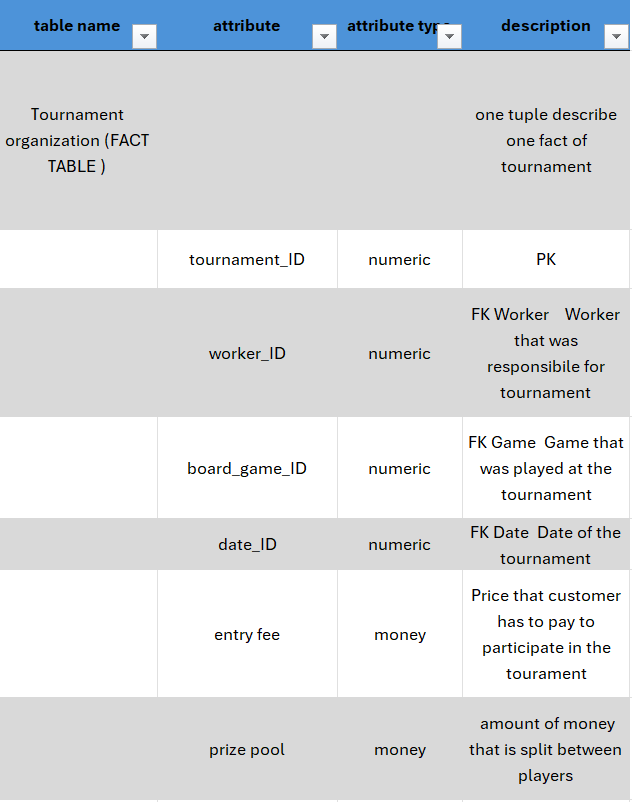 table name
attribute
attribute typ
description
Tournament
organization (FACT
TABLE )
one tuple describe
one fact of
tournament
tournament_ID
numeric
PK
worker_ID
numeric
FK Worker    Worker
that was
responsibile for
tournament
board_game_ID
numeric
FK Game  Game that
was played at the
tournament
date_ID
numeric
FK Date  Date of the
tournament
entry fee
money
Price that customer
has to pay to
participate in the
tourament
prize pool
money
amount of money
that is split between
players